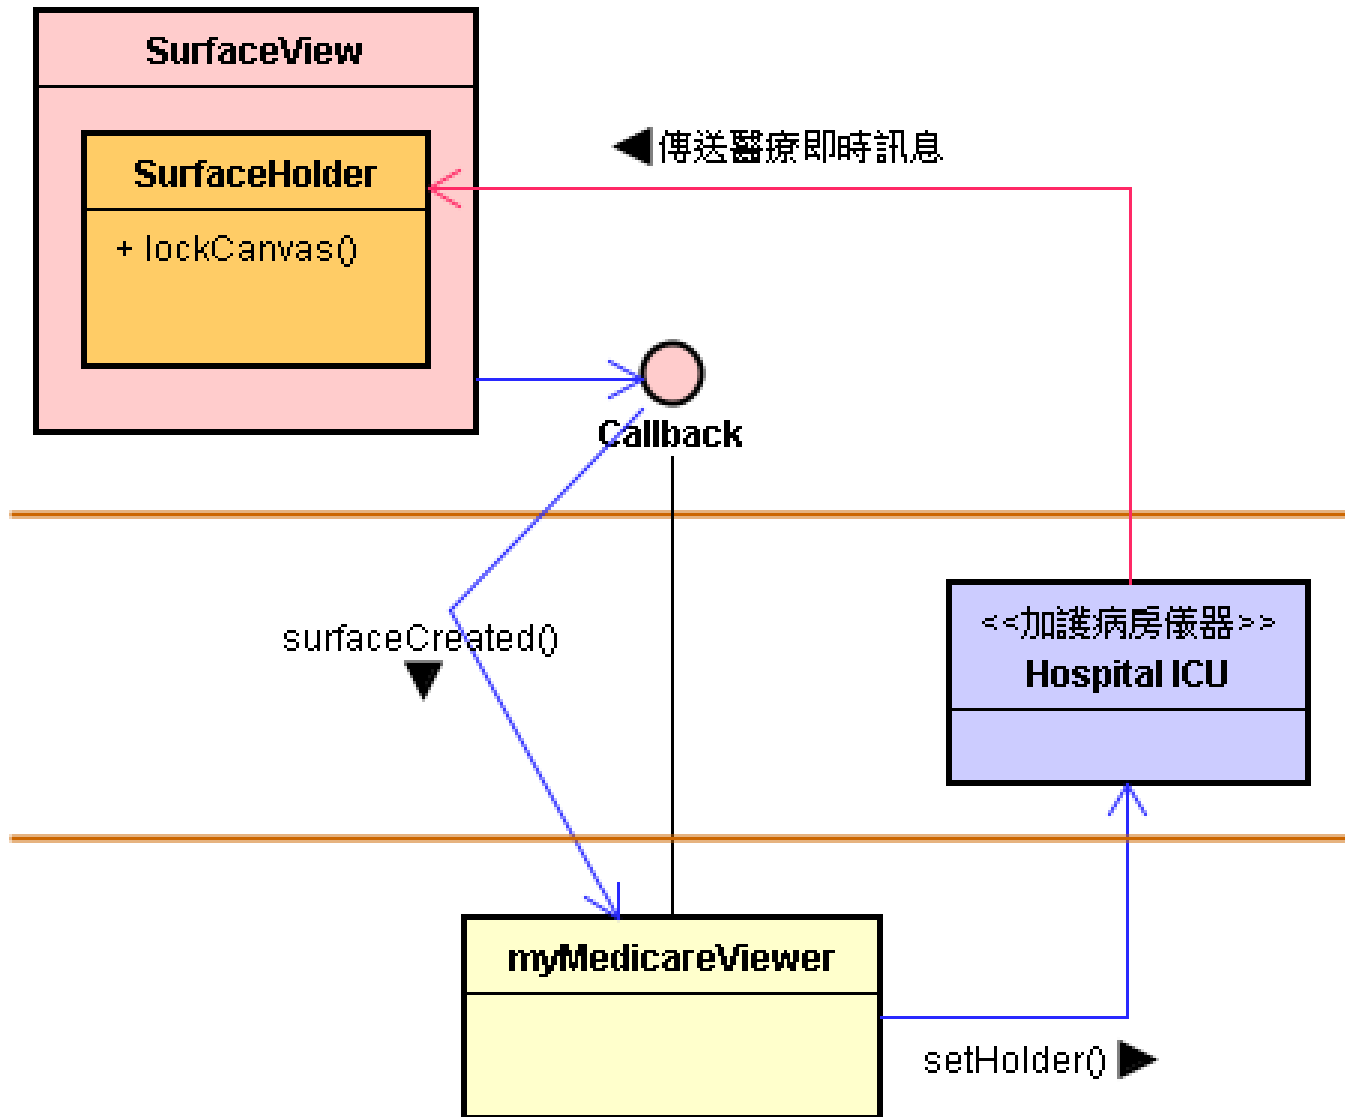 SurfaceView
◀傳送醫療即時訊息
SurfaceHolder
+ lockCanvas()
Callback
<<加護病房儀器>>
surfaceCreated()
▼
Hospital ICU
myMedicareViewer
setHolder() ▶